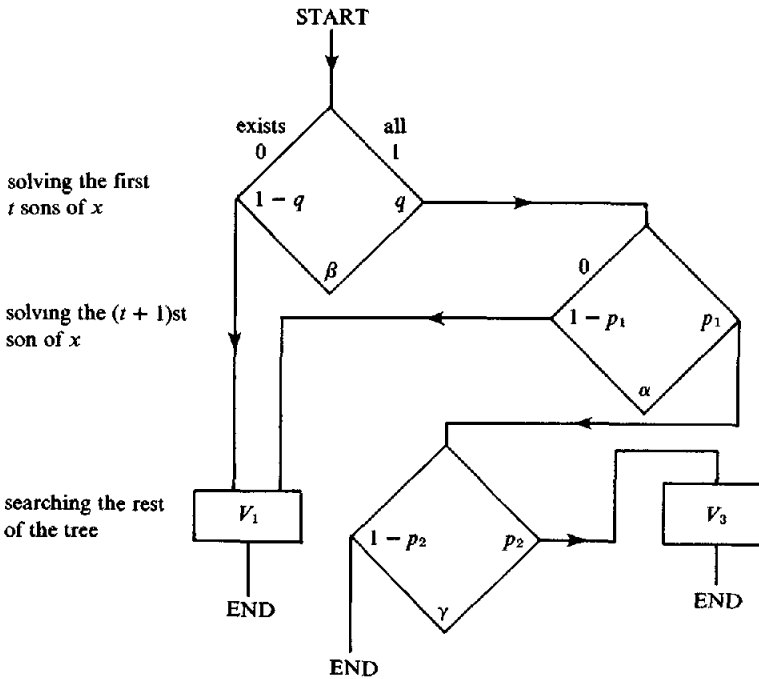 START
exists
all
0
1
solving the first
t sons of x
1 − q
q
β
0
solving the (t + 1)st
son of x
1 − p₁
p₁
α
searching the rest
of the tree
V₁
1 − p₂
p₂
V₃
γ
END
END
END